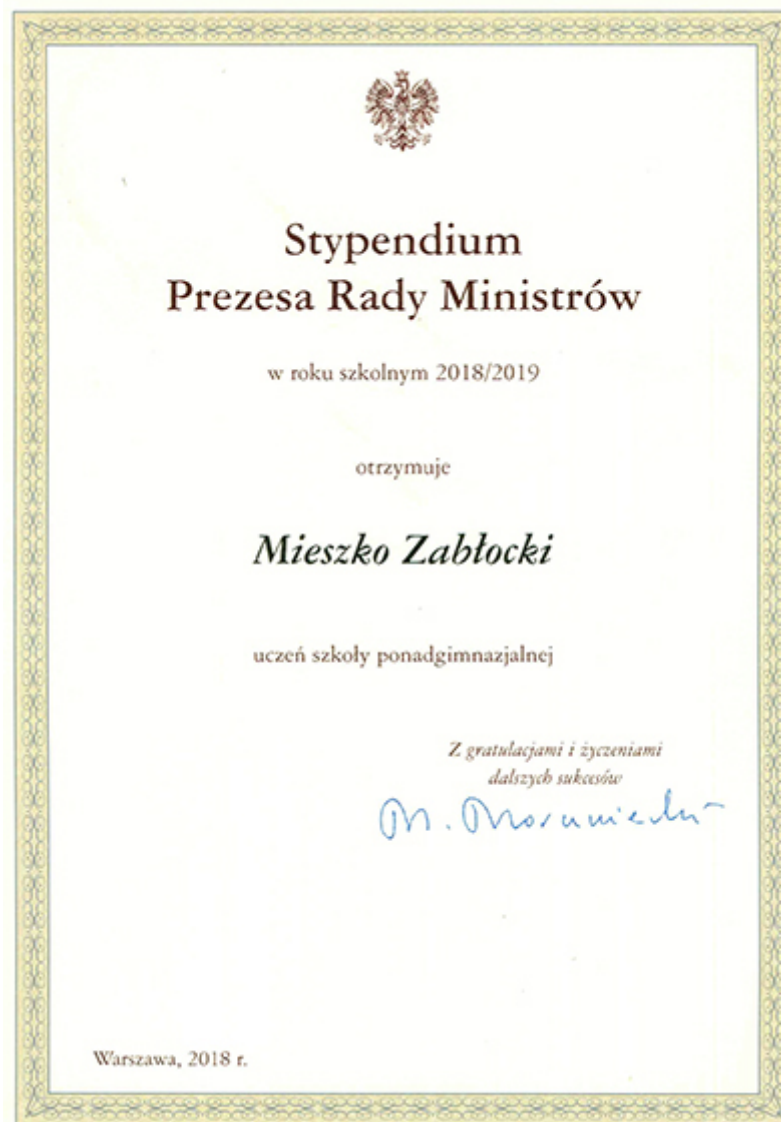 Stypendium
Prezesa Rady Ministrów
w roku szkolnym 2018/2019
otrzymuje
Mieszko Zabłocki
uczeń szkoły ponadgimnazjalnej
Z gratulacjami i życzeniami
dalszych sukcesów
M. Morawiecki
Warszawa, 2018 r.